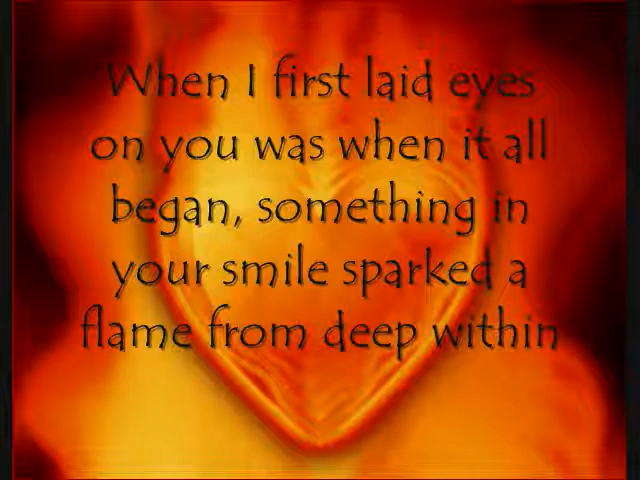 When I first laid eyes
on you was when it all
began, something in
your smile sparked a
flame from deep within